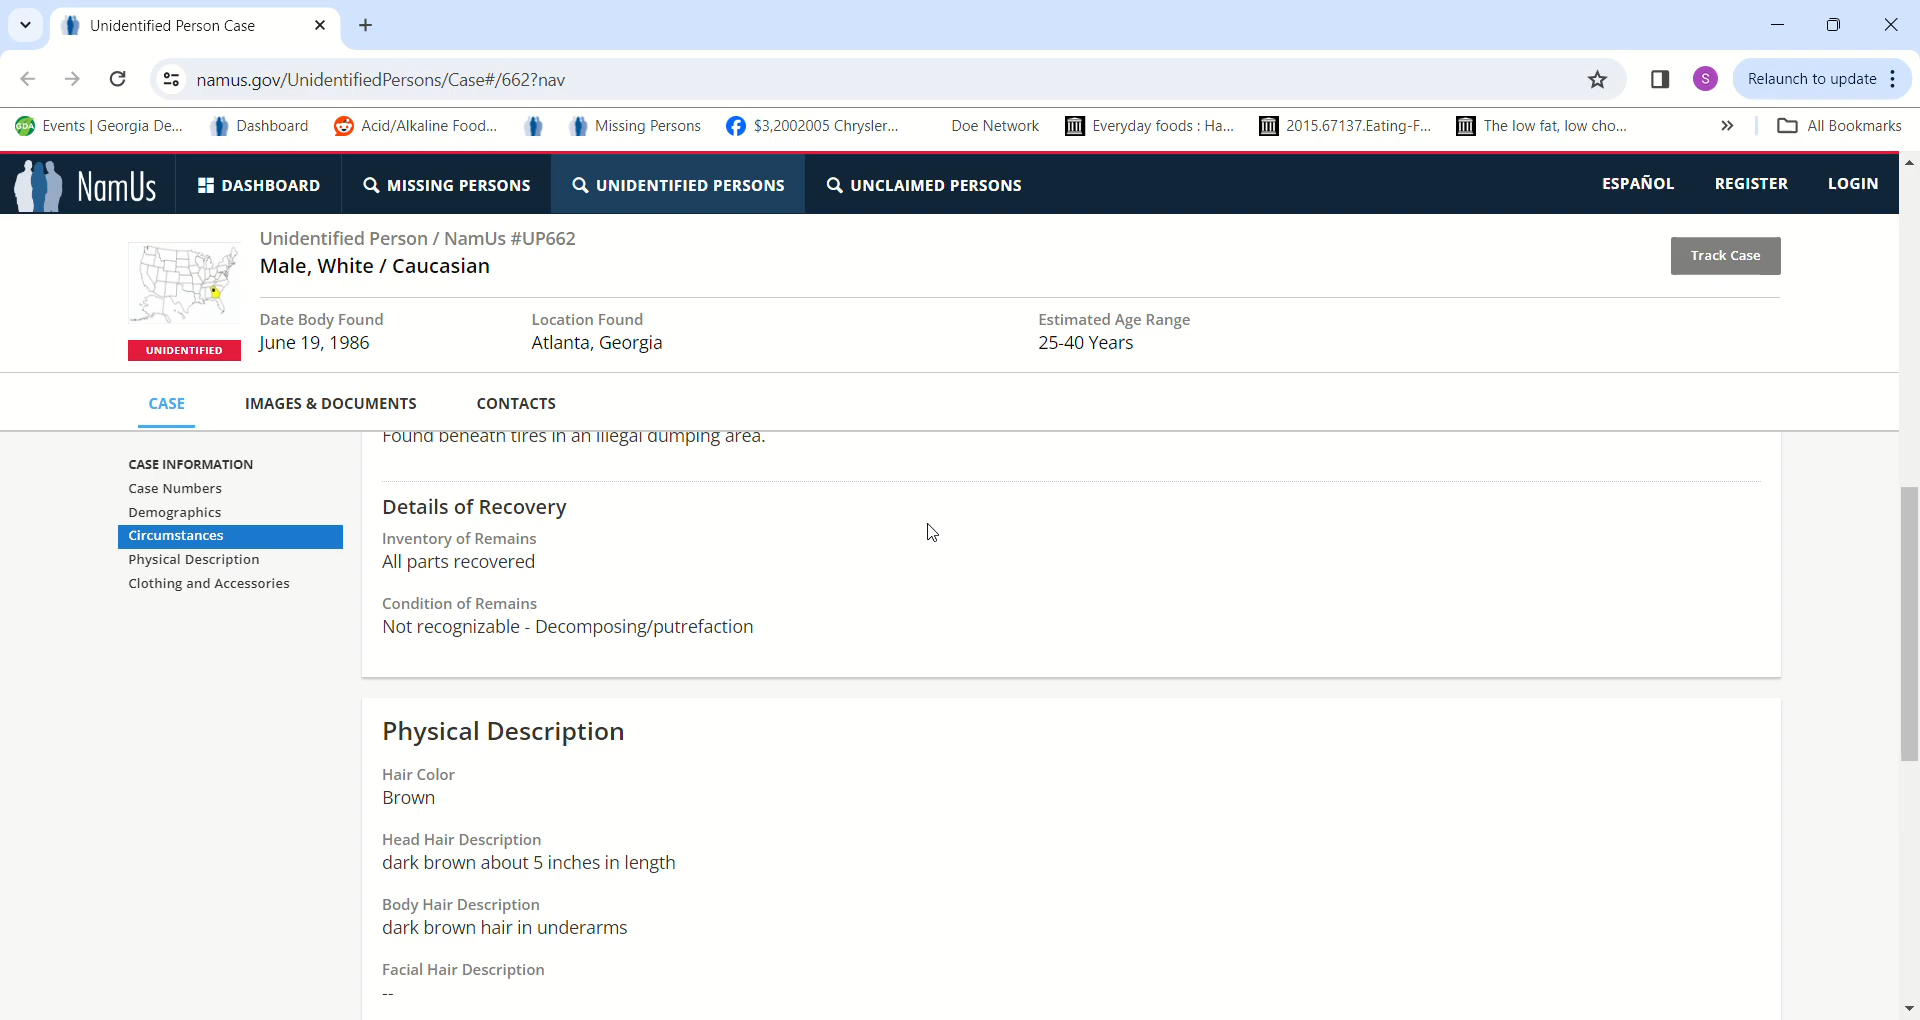 Unidentified Person Case
namus.gov/UnidentifiedPersons/Case#/662?nav
S
Relaunch to update
GDA
Events | Georgia De...
Dashboard
Acid/Alkaline Food...
Missing Persons
$3,2002005 Chrysler...
Doe Network
Everyday foods : Ha...
2015.67137.Eating-F...
The low fat, low cho...
All Bookmarks
NamUs
DASHBOARD
MISSING PERSONS
UNIDENTIFIED PERSONS
UNCLAIMED PERSONS
ESPAÑOL
REGISTER
LOGIN
Unidentified Person / NamUs #UP662
Male, White / Caucasian
Track Case
UNIDENTIFIED
Date Body Found
June 19, 1986
Location Found
Atlanta, Georgia
Estimated Age Range
25-40 Years
CASE
IMAGES & DOCUMENTS
CONTACTS
CASE INFORMATION
Case Numbers
Demographics
Circumstances
Physical Description
Clothing and Accessories
Found beneath tires in an illegal dumping area.
Details of Recovery
Inventory of Remains
All parts recovered
Condition of Remains
Not recognizable - Decomposing/putrefaction
Physical Description
Hair Color
Brown
Head Hair Description
dark brown about 5 inches in length
Body Hair Description
dark brown hair in underarms
Facial Hair Description
--